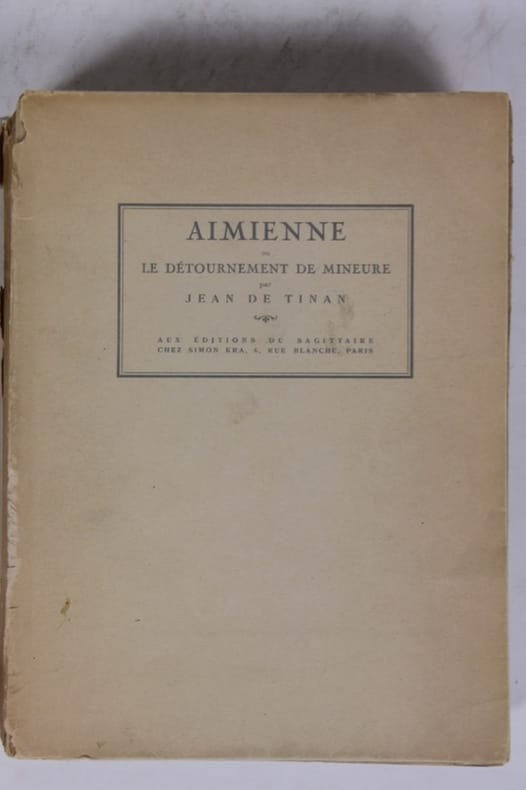 AIMIENNE
ou
LE DÉTOURNEMENT DE MINEURE
par
JEAN DE TINAN
AUX ÉDITIONS DU SAGITTAIRE
CHEZ SIMON KRA, 6, RUE BLANCHE, PARIS